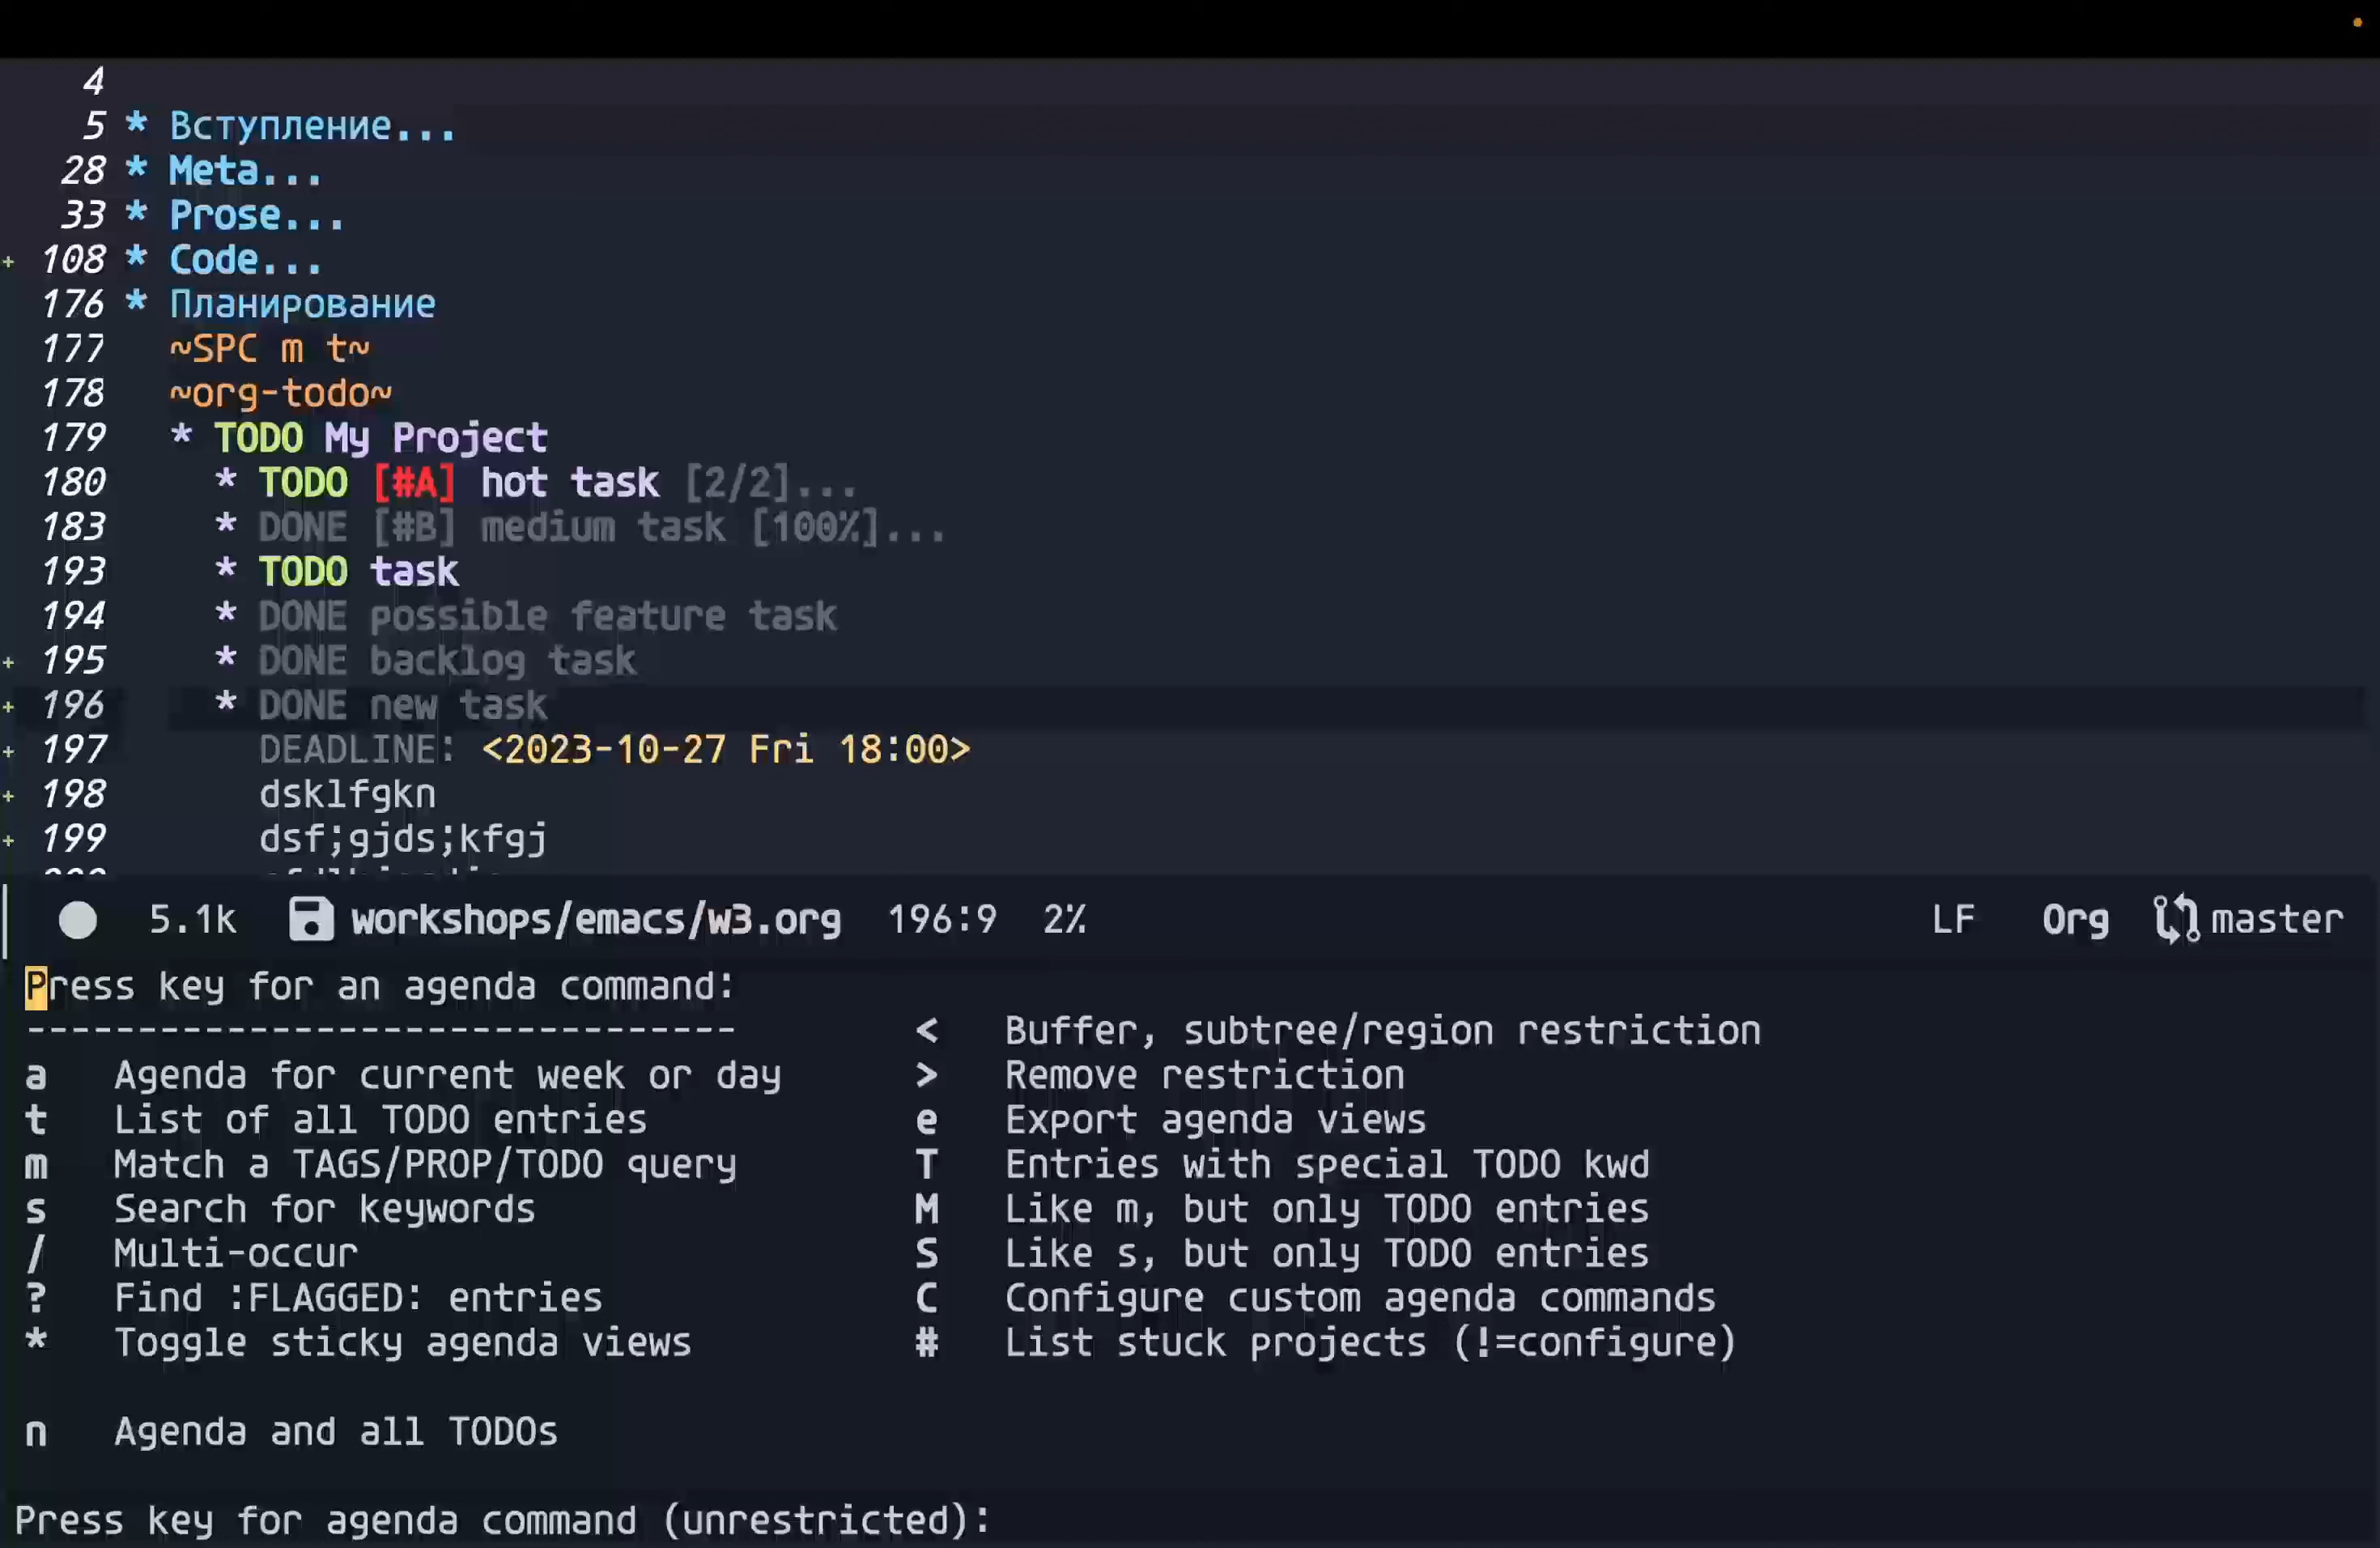 4
5 * Вступление...
28 * Meta...
33 * Prose...
+ 108 * Code...
176 * Планирование
177 ~SPC m t~
178 ~org-todo~
179 * TODO My Project
180 * TODO [#A] hot task [2/2]...
183 * DONE [#B] medium task [100%]...
193 * TODO task
194 * DONE possible feature task
+ 195 * DONE backlog task
+ 196 * DONE new task
+ 197 DEADLINE: <2023-10-27 Fri 18:00>
+ 198 dsklfgkn
+ 199 dsf;gjds;kfgj
5.1k workshops/emacs/w3.org 196:9 2% LF Org master
Press key for an agenda command:
-------------------------------- < Buffer, subtree/region restriction
a Agenda for current week or day > Remove restriction
t List of all TODO entries e Export agenda views
m Match a TAGS/PROP/TODO query T Entries with special TODO kwd
s Search for keywords M Like m, but only TODO entries
/ Multi-occur S Like s, but only TODO entries
? Find :FLAGGED: entries C Configure custom agenda commands
* Toggle sticky agenda views # List stuck projects (!=configure)
n Agenda and all TODOs
Press key for agenda command (unrestricted):